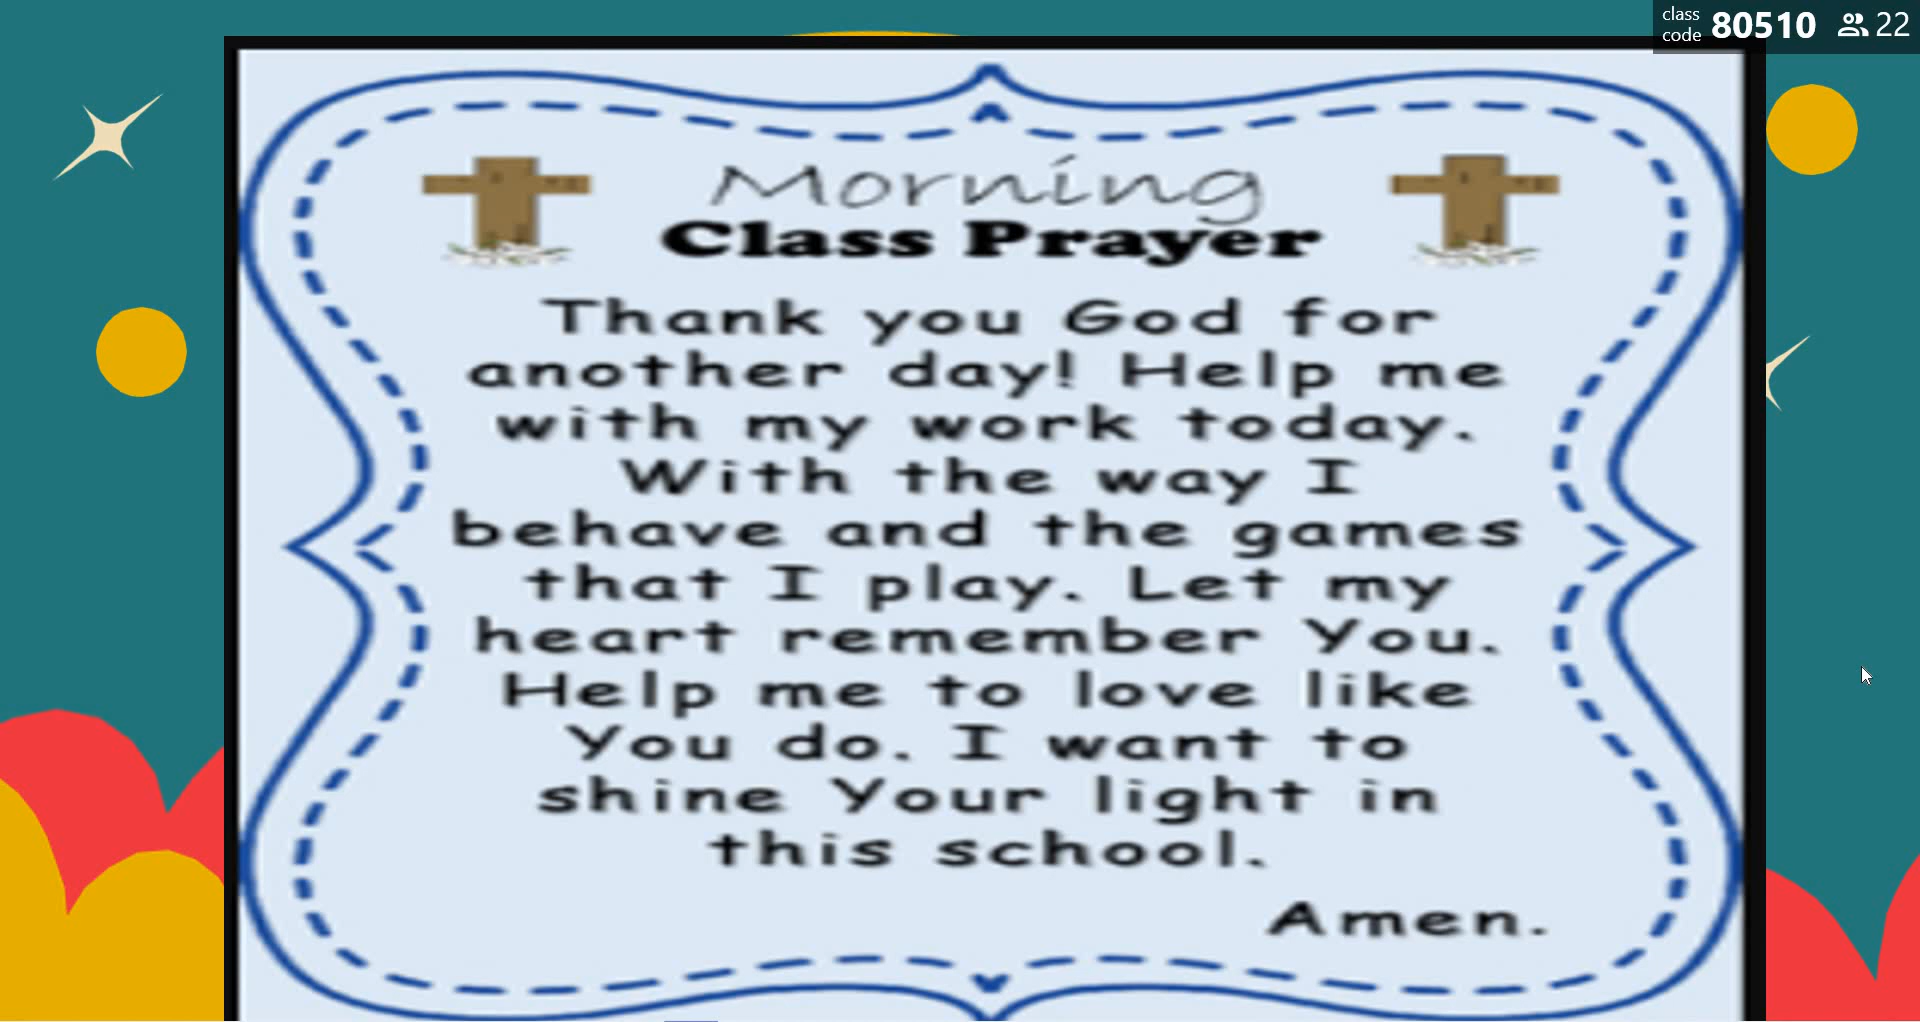 class
code 80510 22
Morning
Class Prayer
Thank you God for
another day! Help me
with my work today.
With the way I
behave and the games
that I play. Let my
heart remember You.
Help me to love like
You do. I want to
shine Your light in
this school.
Amen.